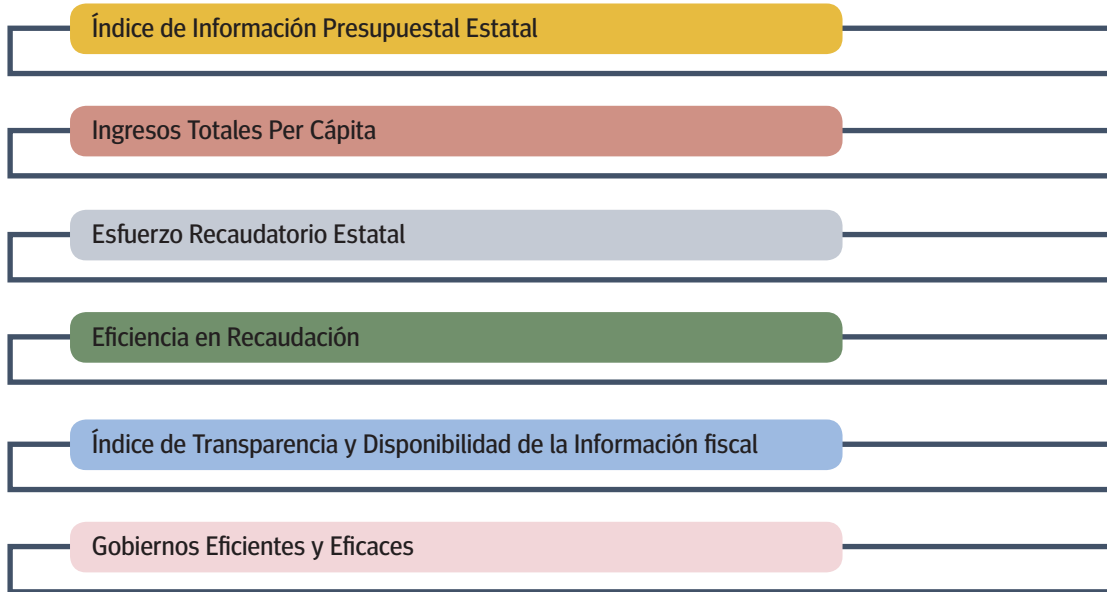 Índice de Información Presupuestal Estatal
Ingresos Totales Per Cápita
Esfuerzo Recaudatorio Estatal
Eficiencia en Recaudación
Índice de Transparencia y Disponibilidad de la Información fiscal
Gobiernos Eficientes y Eficaces